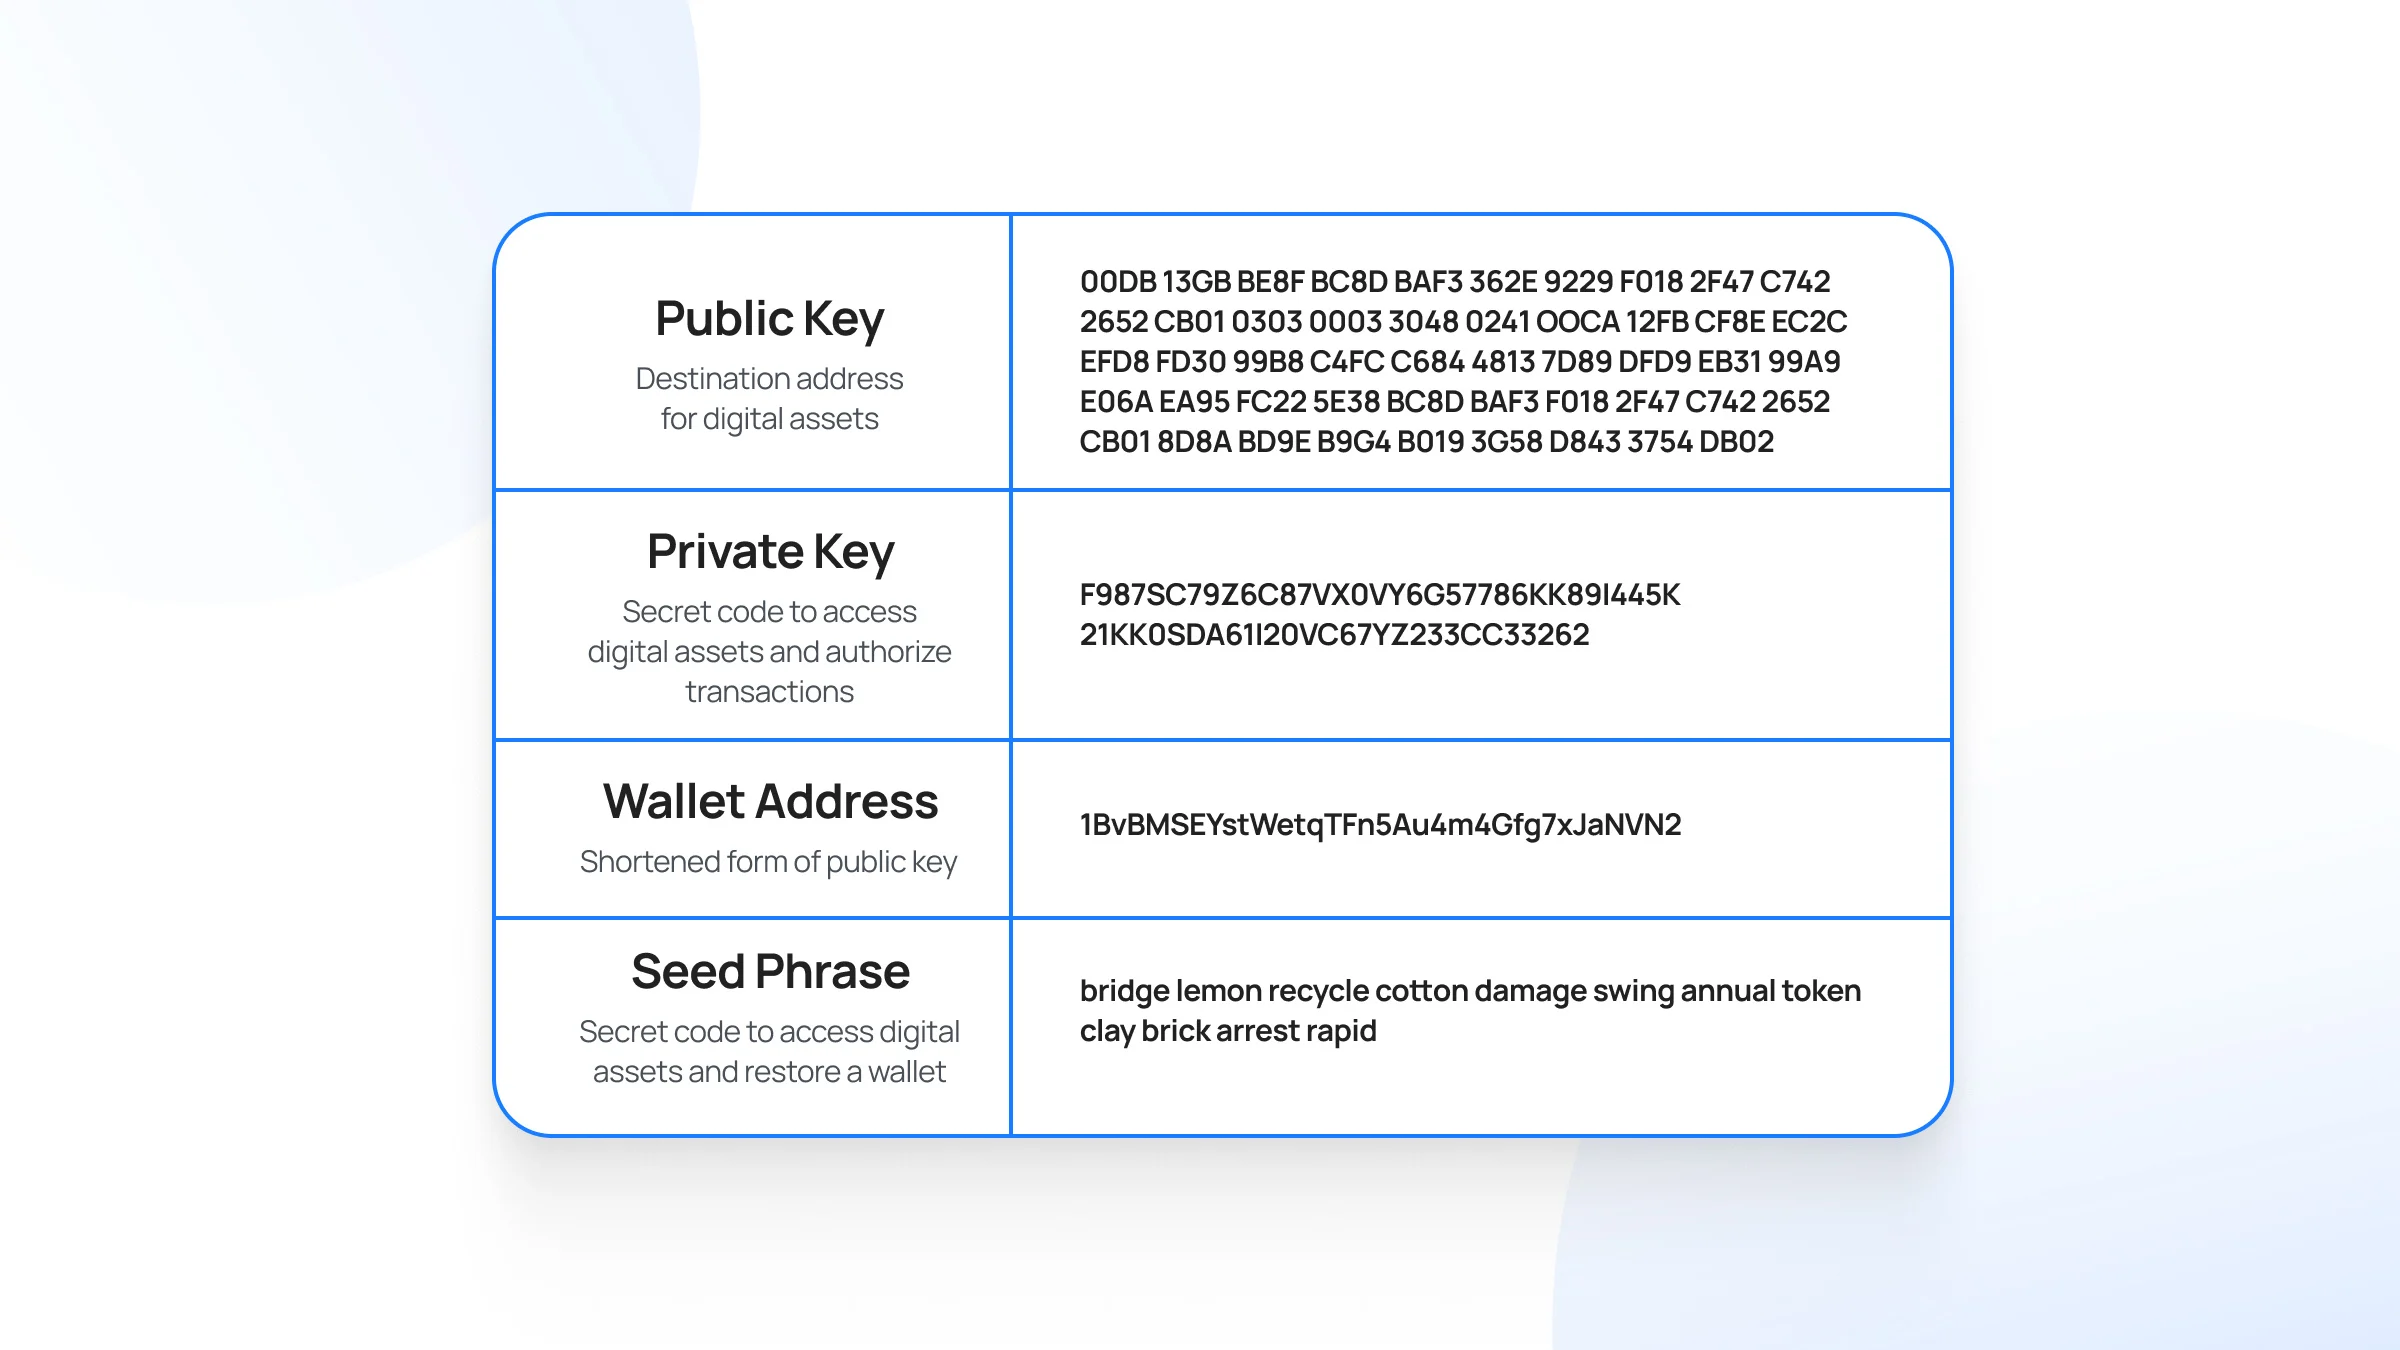 Public Key
Destination address
for digital assets
00DB 13GB BE8F BC8D BAF3 362E 9229 F018 2F47 C742
2652 CB01 0303 0003 3048 0241 OOCA 12FB CF8E EC2C
EFD8 FD30 99B8 C4FC C684 4813 7D89 DFD9 EB31 99A9
E06A EA95 FC22 5E38 BC8D BAF3 F018 2F47 C742 2652
CB01 8D8A BD9E B9G4 B019 3G58 D843 3754 DB02
Private Key
Secret code to access
digital assets and authorize
transactions
F987SC79Z6C87VX0VY6G57786KK89I445K
21KK0SDA61I20VC67YZ233CC33262
Wallet Address
Shortened form of public key
1BvBMSEYstWetqTFn5Au4m4Gfg7xJaNVN2
Seed Phrase
Secret code to access digital
assets and restore a wallet
bridge lemon recycle cotton damage swing annual token
clay brick arrest rapid